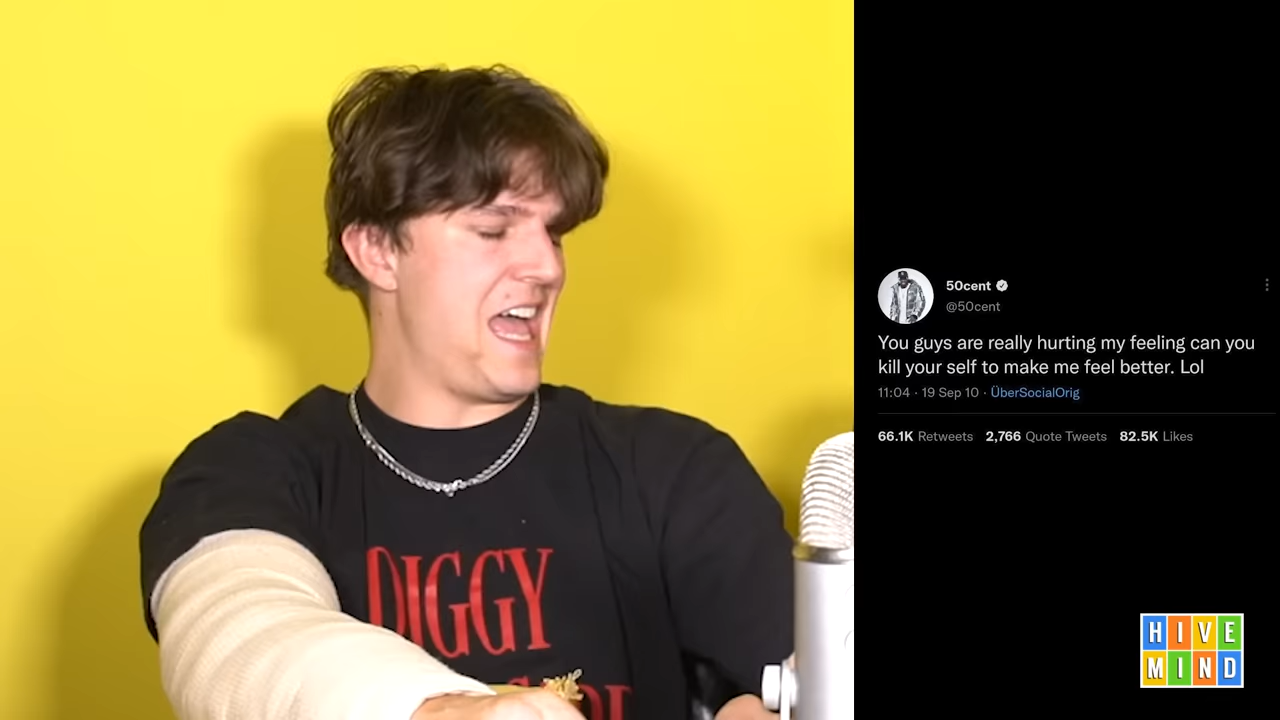 DIGGY
50cent
@50cent
You guys are really hurting my feeling can you
kill your self to make me feel better. Lol
11:04 · 19 Sep 10 · ÜberSocialOrig
66.1K Retweets 2,766 Quote Tweets 82.5K Likes
HIVE
MIND